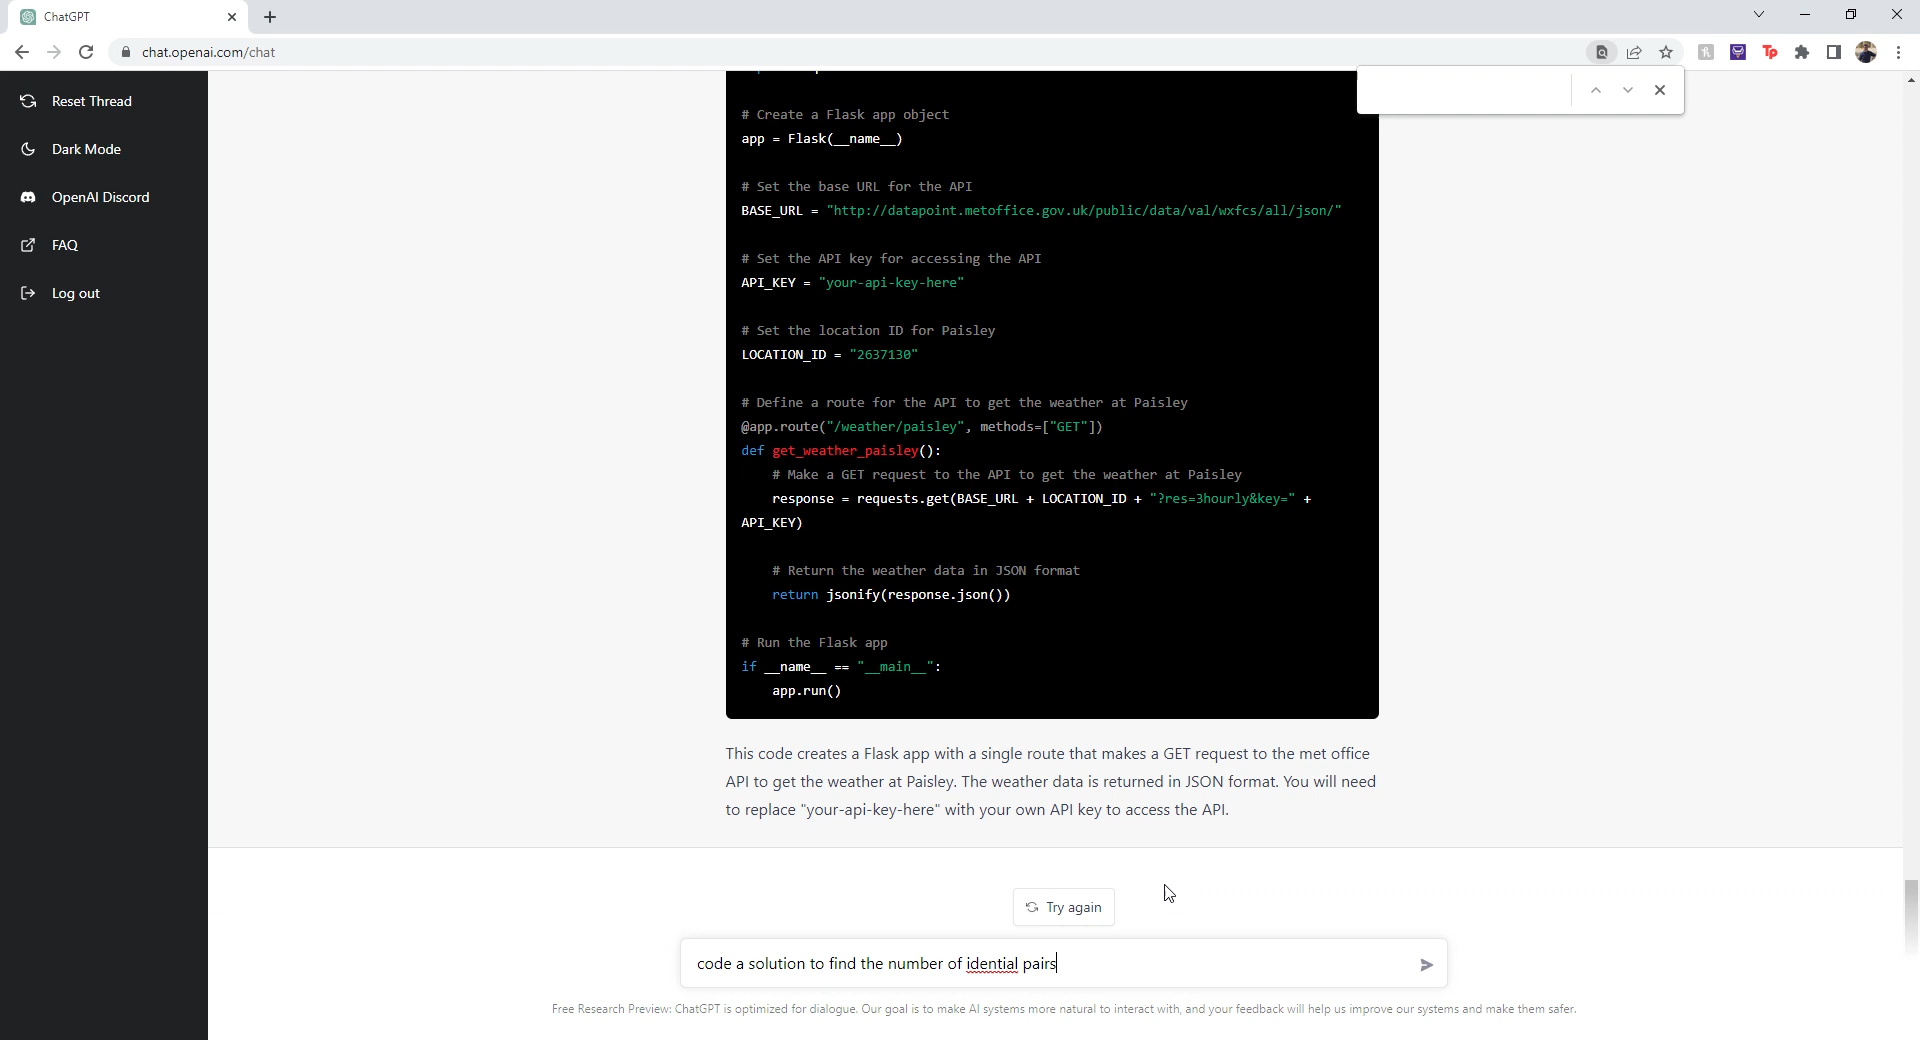 ChatGPT
chat.openai.com/chat
Tp
Reset Thread
Dark Mode
OpenAI Discord
FAQ
Log out
# Create a Flask app object
app = Flask(__name__)
# Set the base URL for the API
BASE_URL = "http://datapoint.metoffice.gov.uk/public/data/val/wxfcs/all/json/"
# Set the API key for accessing the API
API_KEY = "your-api-key-here"
# Set the location ID for Paisley
LOCATION_ID = "2637130"
# Define a route for the API to get the weather at Paisley
@app.route("/weather/paisley", methods=["GET"])
def get_weather_paisley():
# Make a GET request to the API to get the weather at Paisley
response = requests.get(BASE_URL + LOCATION_ID + "?res=3hourly&key=" +
API_KEY)
# Return the weather data in JSON format
return jsonify(response.json())
# Run the Flask app
if __name__ == "__main__":
app.run()
This code creates a Flask app with a single route that makes a GET request to the met office
API to get the weather at Paisley. The weather data is returned in JSON format. You will need
to replace "your-api-key-here" with your own API key to access the API.
Try again
code a solution to find the number of idential pairs
Free Research Preview: ChatGPT is optimized for dialogue. Our goal is to make AI systems more natural to interact with, and your feedback will help us improve our systems and make them safer.